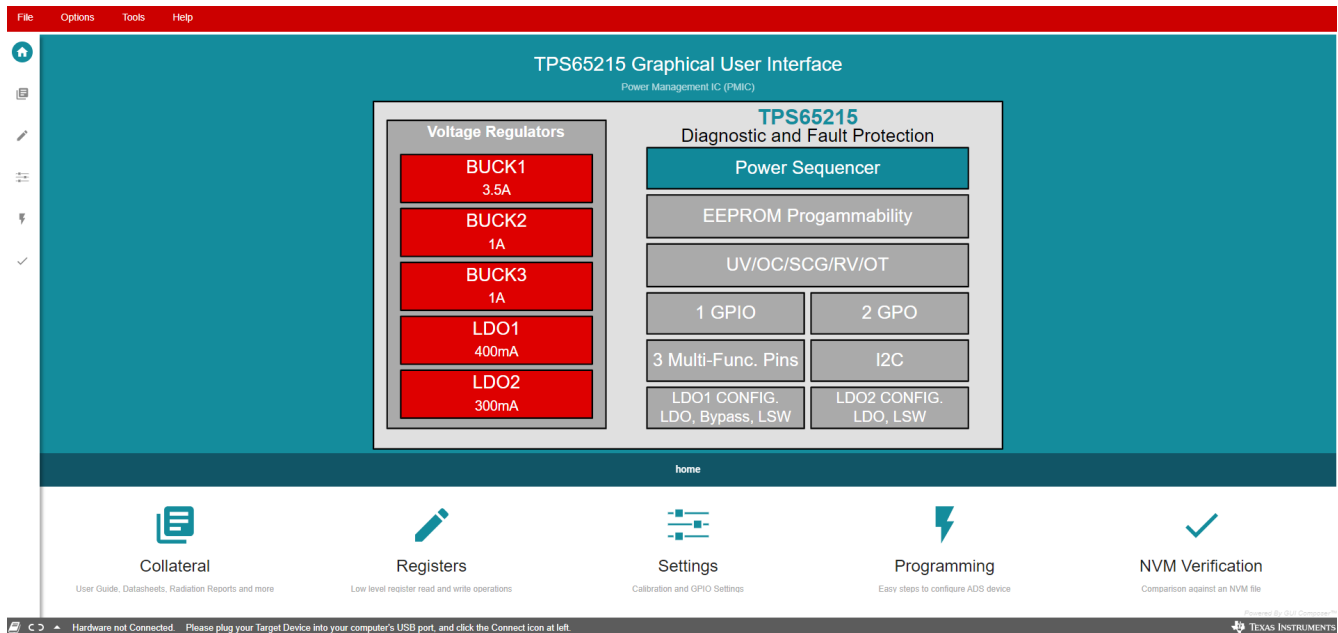 File Options Tools Help
TPS65215 Graphical User Interface
Power Management IC (PMIC)
Voltage Regulators
BUCK1
3.5A
BUCK2
1A
BUCK3
1A
LDO1
400mA
LDO2
300mA
TPS65215
Diagnostic and Fault Protection
Power Sequencer
EEPROM Progammability
UV/OC/SCG/RV/OT
1 GPIO
2 GPO
3 Multi-Func. Pins
I2C
LDO1 CONFIG.
LDO, Bypass, LSW
LDO2 CONFIG.
LDO, LSW
home
Collateral
User Guide, Datasheets, Radiation Reports and more
Registers
Low level register read and write operations
Settings
Calibration and GPIO Settings
Programming
Easy steps to configure ADS device
NVM Verification
Comparison against an NVM file
Powered By GUI Composer™
Hardware not Connected. Please plug your Target Device into your computer's USB port, and click the Connect icon at left.
TEXAS INSTRUMENTS